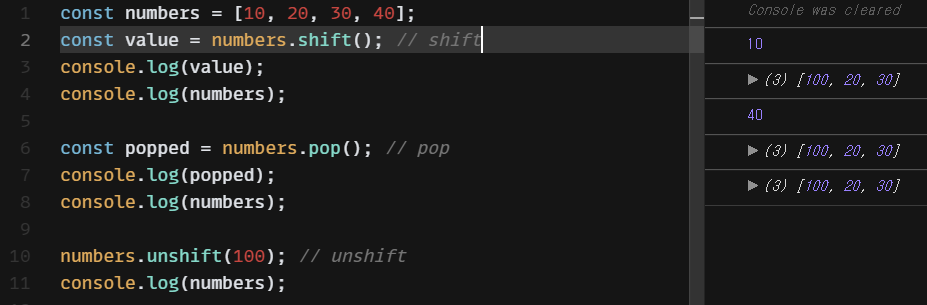 1 const numbers = [10, 20, 30, 40];
2 const value = numbers.shift(); // shift
3 console.log(value);
4 console.log(numbers);
5
6 const popped = numbers.pop(); // pop
7 console.log(popped);
8 console.log(numbers);
9
10 numbers.unshift(100); // unshift
11 console.log(numbers);
Console was cleared
10
▶ (3) [100, 20, 30]
40
▶ (3) [100, 20, 30]
▶ (3) [100, 20, 30]